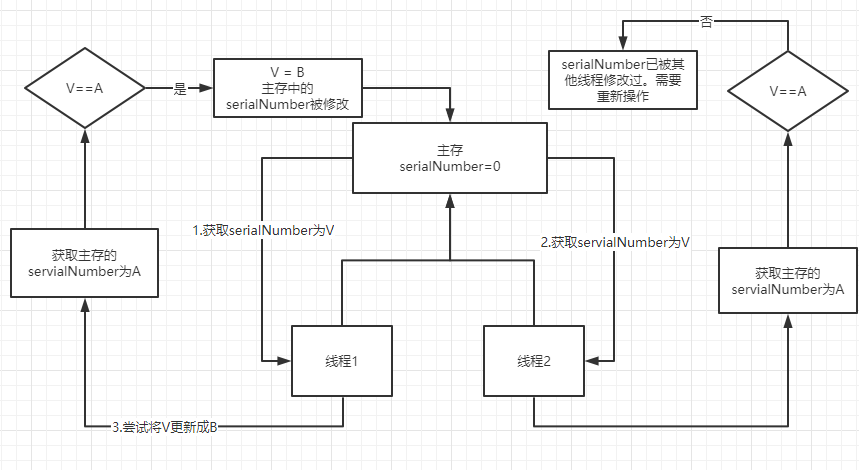 否
V==A
是
V = B
主存中的
serialNumber被修改
serialNumber已被其
他线程修改过。需要
重新操作
V==A
主存
serialNumber=0
1.获取serialNumber为V
2.获取servialNumber为V
获取主存的
servialNumber为A
获取主存的
servialNumber为A
线程1
线程2
3.尝试将V更新成B